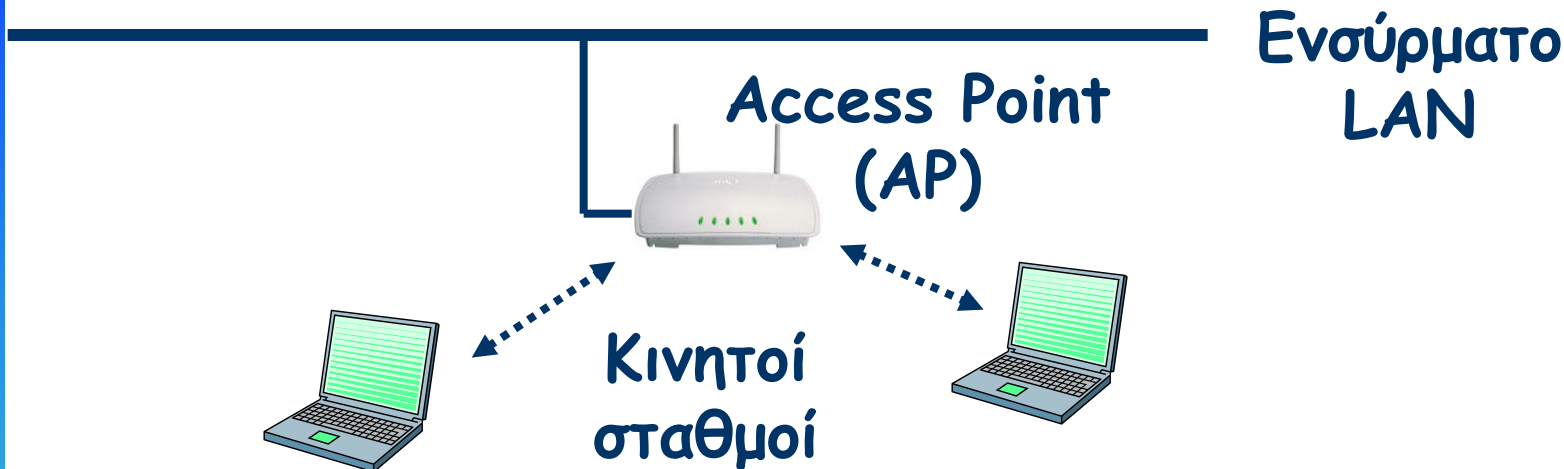 Ενσύρματο
LAN
Access Point
(AP)
Κινητοί
σταθμοί